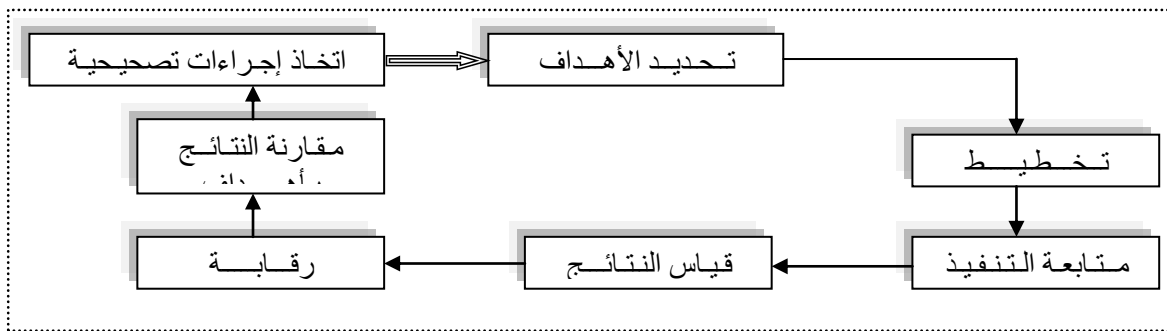 تحديد الأهداف
اتخاذ إجراءات تصحيحية
مقارنة النتائج
تخطيط
متابعة التنفيذ
قياس النتائج
رقابة